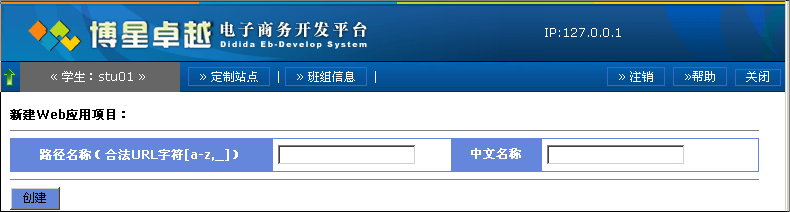 博星卓越 电子商务开发平台
Didida Eb-Develop System
IP:127.0.0.1
« 学生：stu01 » » 定制站点 | » 班组信息 | » 注销 »帮助 关闭
新建Web应用项目：
路径名称（合法URL字符[a-z,_]） 中文名称
创建